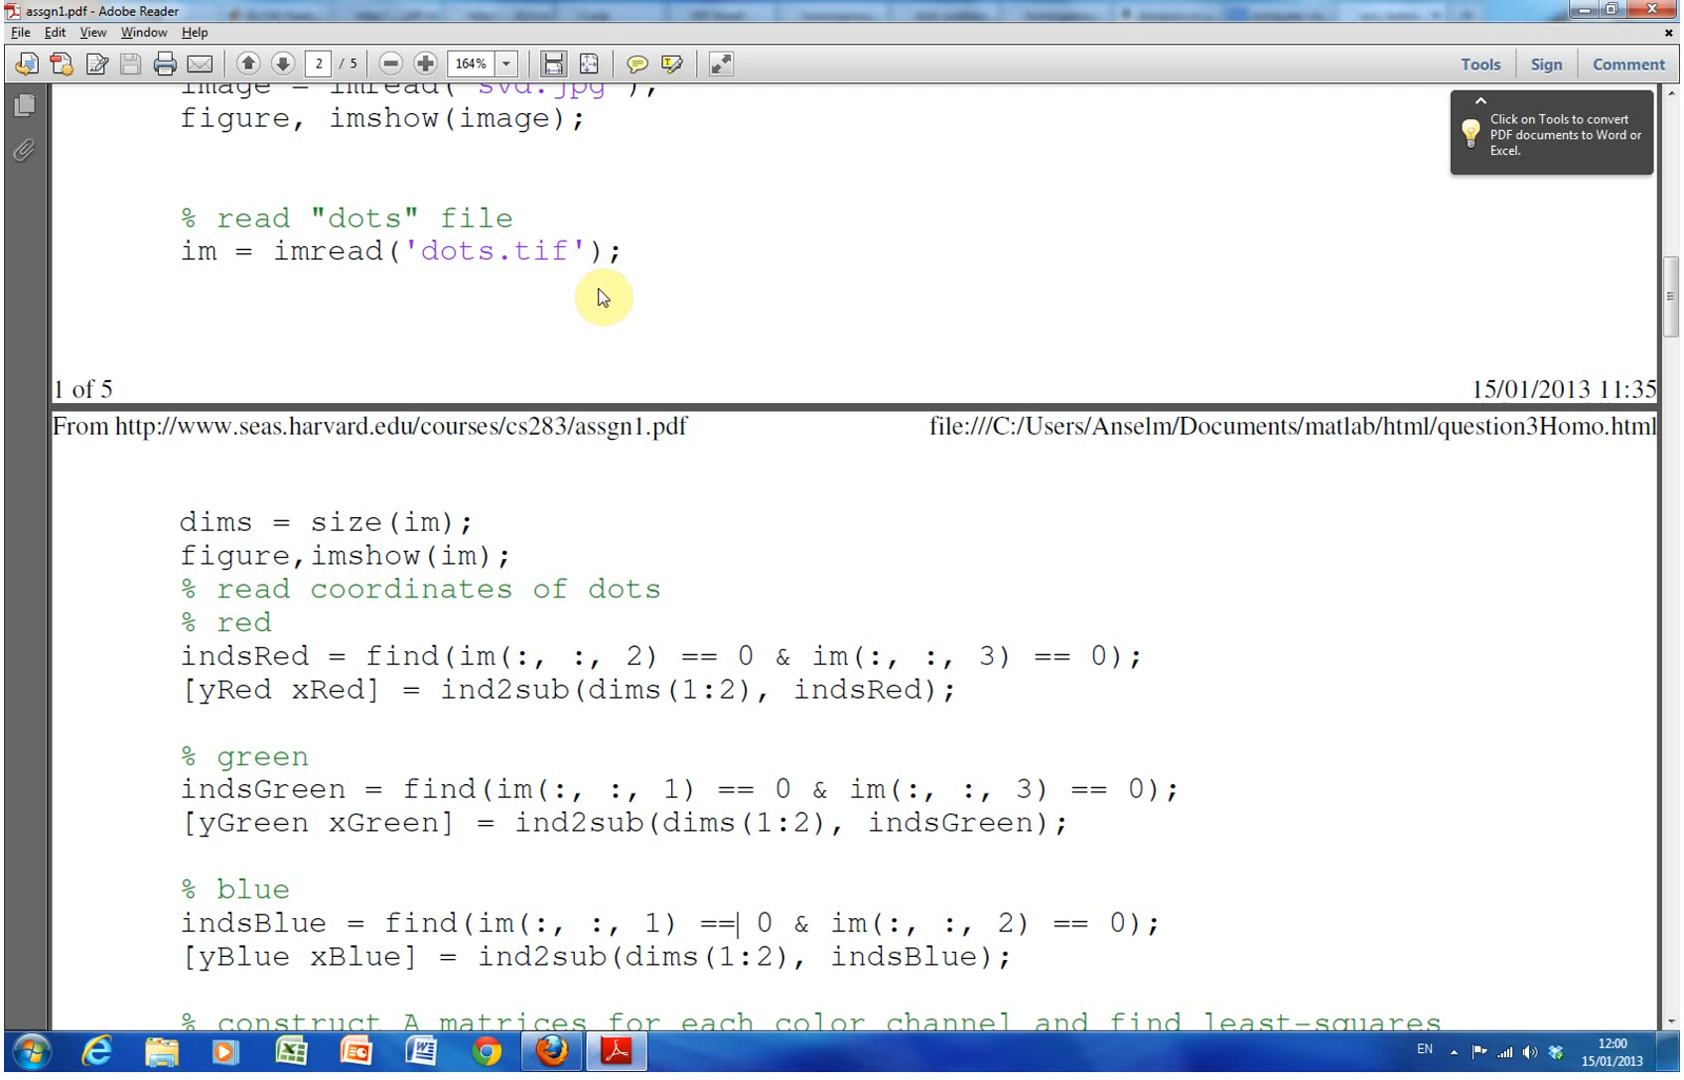 assgn1.pdf - Adobe Reader
File Edit View Window Help
2 / 5 164% Tools Sign Comment
image = imread('svd.jpg');
figure, imshow(image);
Click on Tools to convert
PDF documents to Word or
Excel.
% read "dots" file
im = imread('dots.tif');
1 of 5 15/01/2013 11:35
From http://www.seas.harvard.edu/courses/cs283/assgn1.pdf file:///C:/Users/Anselm/Documents/matlab/html/question3Homo.html
dims = size(im);
figure,imshow(im);
% read coordinates of dots
% red
indsRed = find(im(:, :, 2) == 0 & im(:, :, 3) == 0);
[yRed xRed] = ind2sub(dims(1:2), indsRed);
% green
indsGreen = find(im(:, :, 1) == 0 & im(:, :, 3) == 0);
[yGreen xGreen] = ind2sub(dims(1:2), indsGreen);
% blue
indsBlue = find(im(:, :, 1) == 0 & im(:, :, 2) == 0);
[yBlue xBlue] = ind2sub(dims(1:2), indsBlue);
% construct A matrices for each color channel and find least-squares
EN 12:00
15/01/2013